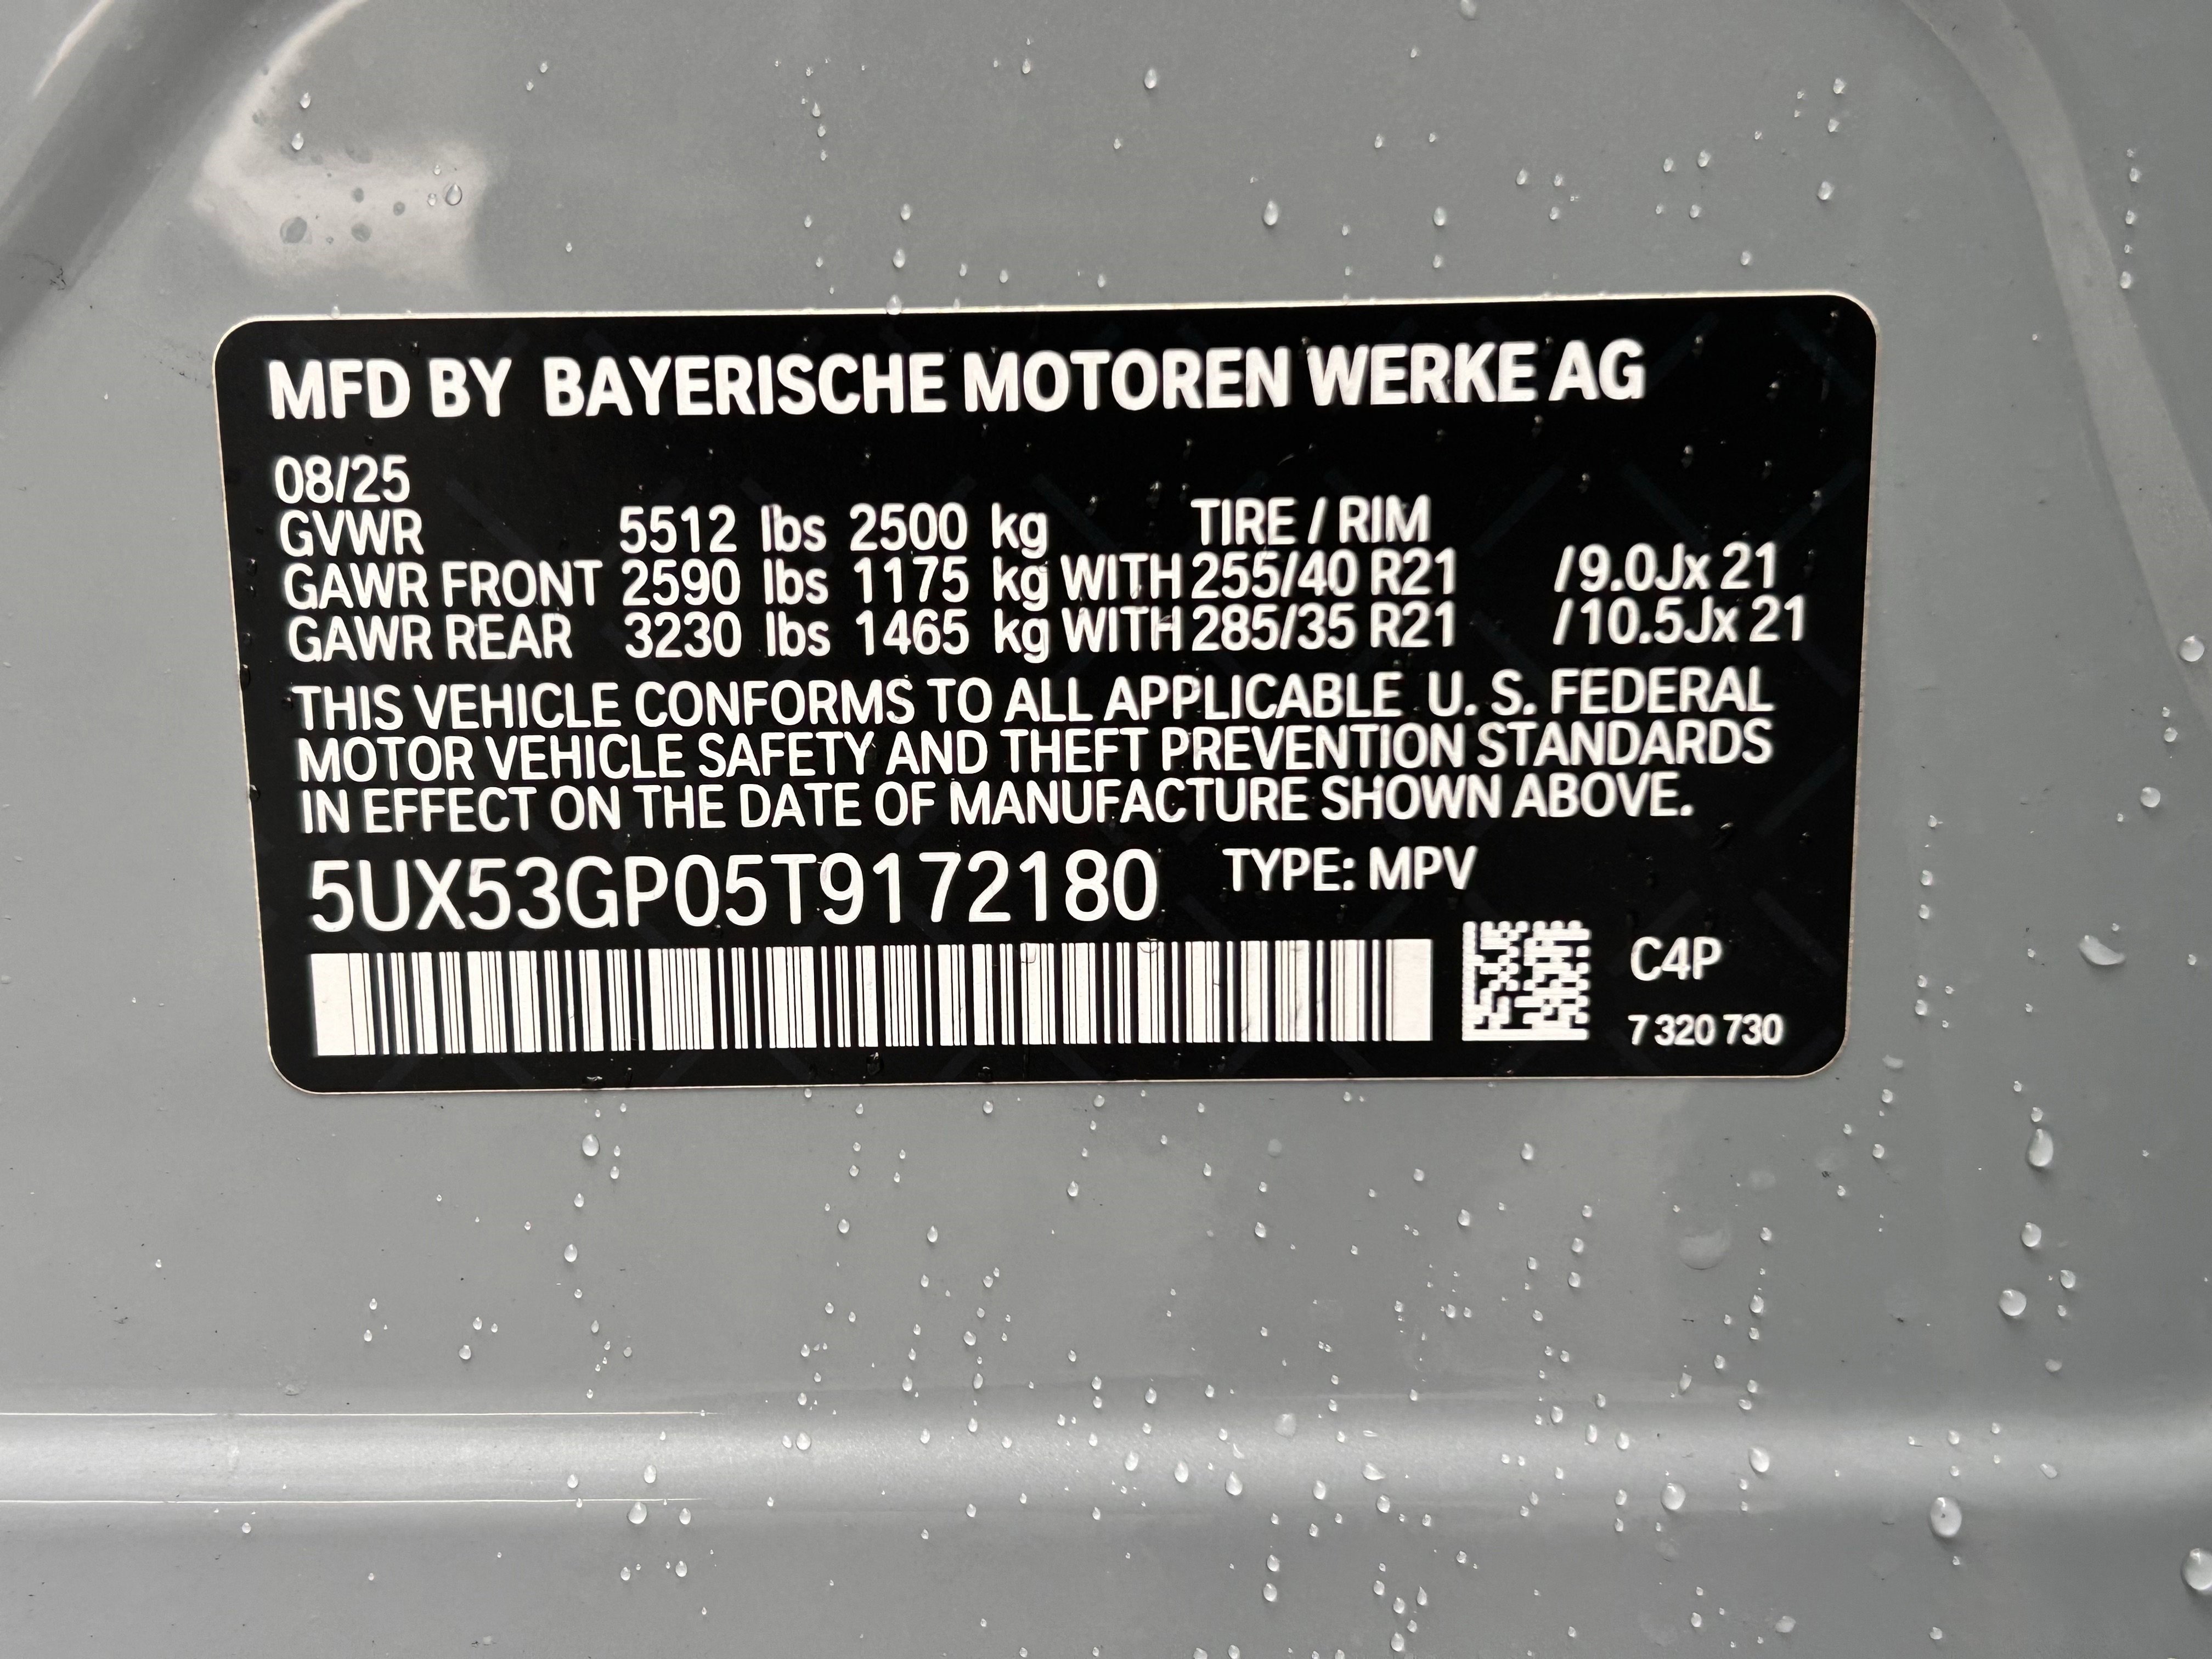 MFD BY BAYERISCHE MOTOREN WERKE AG
08/25
GVWR 5512 lbs 2500 kg TIRE / RIM
GAWR FRONT 2590 lbs 1175 kg WITH 255/40 R21 /9.0Jx 21
GAWR REAR 3230 lbs 1465 kg WITH 285/35 R21 /10.5Jx 21
THIS VEHICLE CONFORMS TO ALL APPLICABLE U. S. FEDERAL
MOTOR VEHICLE SAFETY AND THEFT PREVENTION STANDARDS
IN EFFECT ON THE DATE OF MANUFACTURE SHOWN ABOVE.
5UX53GP05T9172180 TYPE: MPV
C4P
7 320 730